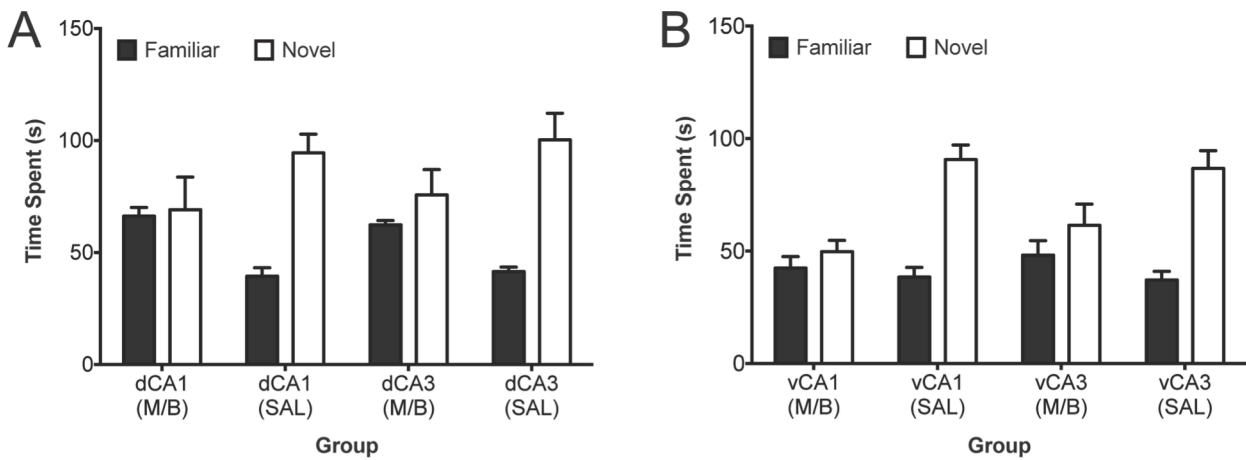 A
150
Familiar Novel
100
50
0
Time Spent (s)
dCA1 dCA1 dCA3 dCA3
(M/B) (SAL) (M/B) (SAL)
Group
B
150
Familiar Novel
100
50
0
Time Spent (s)
vCA1 vCA1 vCA3 vCA3
(M/B) (SAL) (M/B) (SAL)
Group